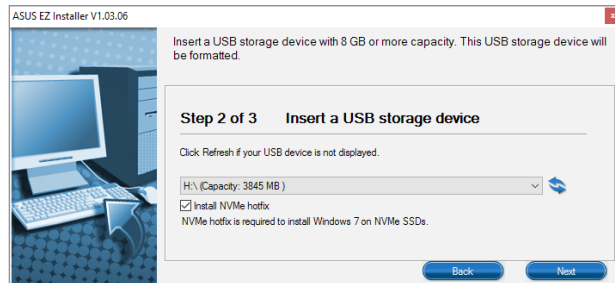 ASUS EZ Installer V1.03.06
x
Insert a USB storage device with 8 GB or more capacity. This USB storage device will
be formatted.
Step 2 of 3 Insert a USB storage device
Click Refresh if your USB device is not displayed.
H:\ (Capacity: 3845 MB )
Install NVMe hotfix
NVMe hotfix is required to install Windows 7 on NVMe SSDs.
Back Next